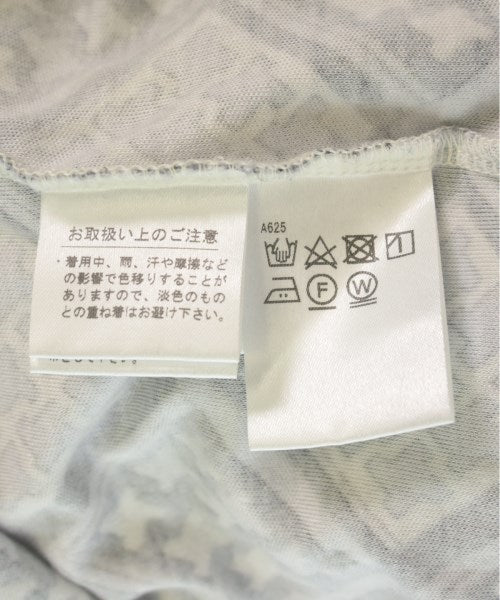 お取扱い上のご注意
・着用中、雨、汗や摩擦など
の影響で色移りすることが
ありますので、淡色のもの
との重ね着はお避け下さい。
A625
F W